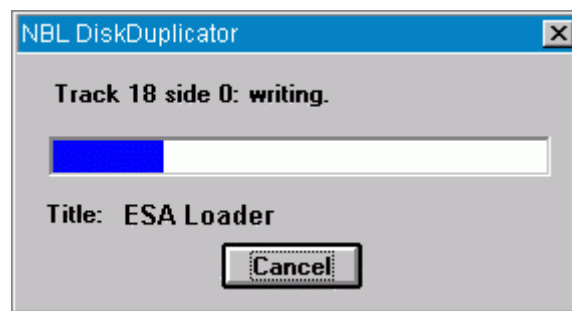 NBL DiskDuplicator
Track 18 side 0: writing.
Title: ESA Loader
Cancel